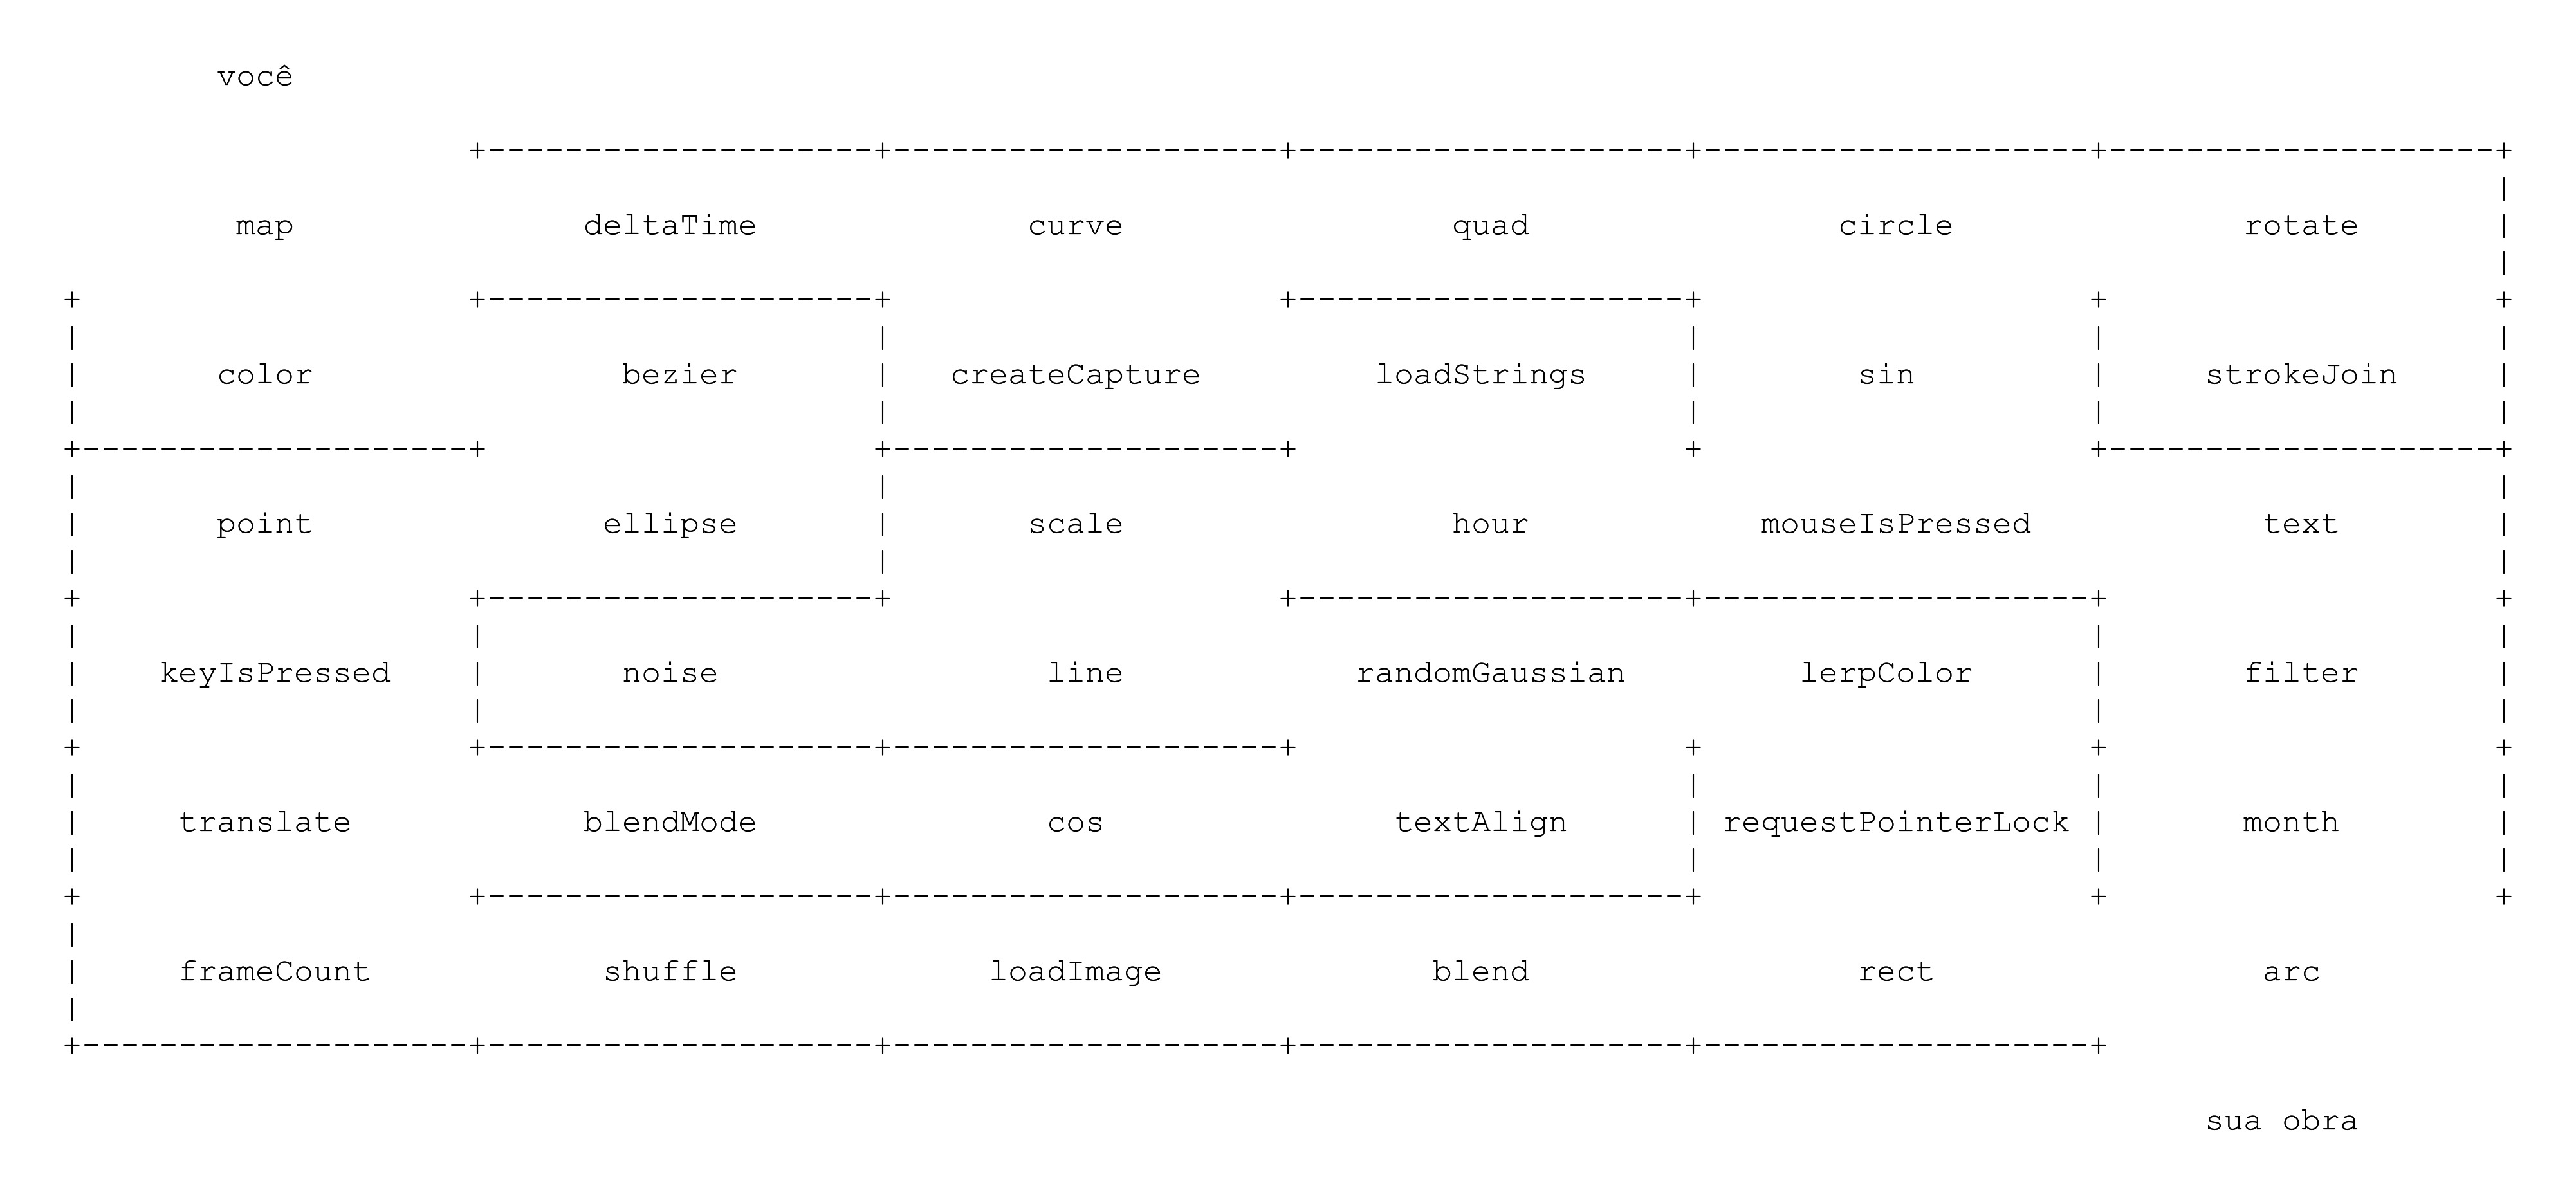 você
map deltaTime curve quad circle rotate
color bezier createCapture loadStrings sin strokeJoin
point ellipse scale hour mouseIsPressed text
keyIsPressed noise line randomGaussian lerpColor filter
translate blendMode cos textAlign requestPointerLock month
frameCount shuffle loadImage blend rect arc
sua obra